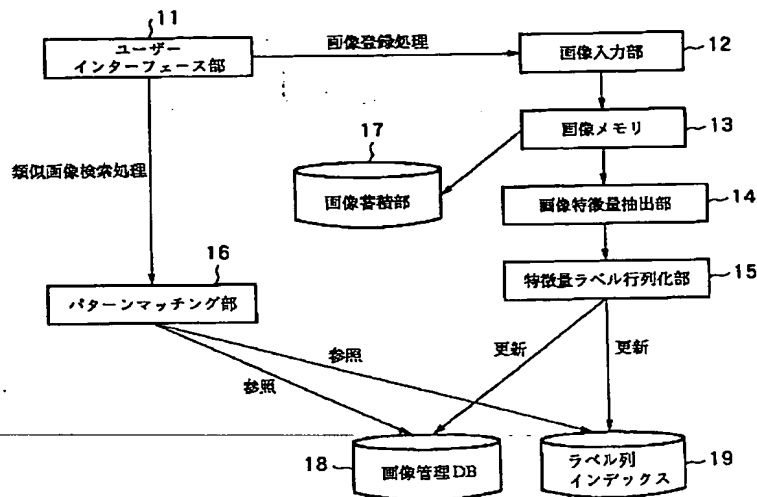 11
ユーザー
インターフェース部
画像登録処理
画像入力部
12
画像メモリ
13
17
画像蓄積部
類似画像検索処理
画像特徴量抽出部
14
16
パターンマッチング部
特徴量ラベル行列化部
15
参照
参照
更新
更新
18
画像管理DB
ラベル列
インデックス
19